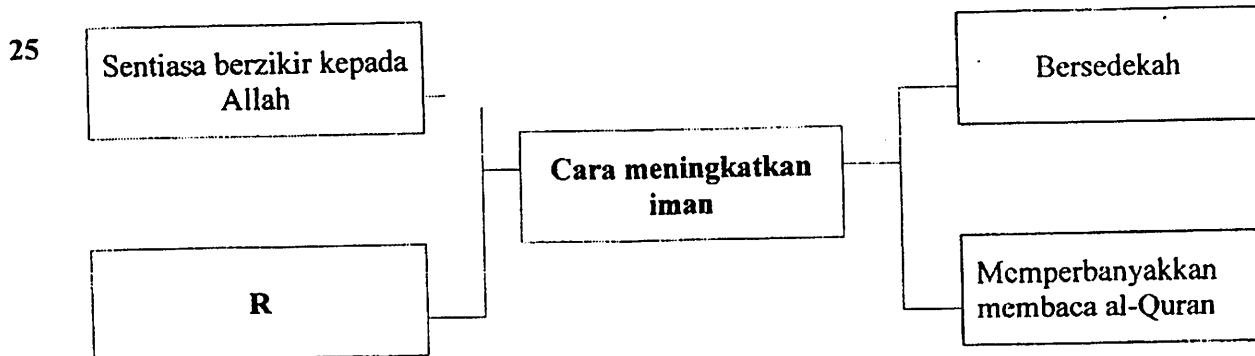 25
Sentiasa berzikir kepada
Allah
Bersedekah
Cara meningkatkan
iman
R
Memperbanyakkan
membaca al-Quran